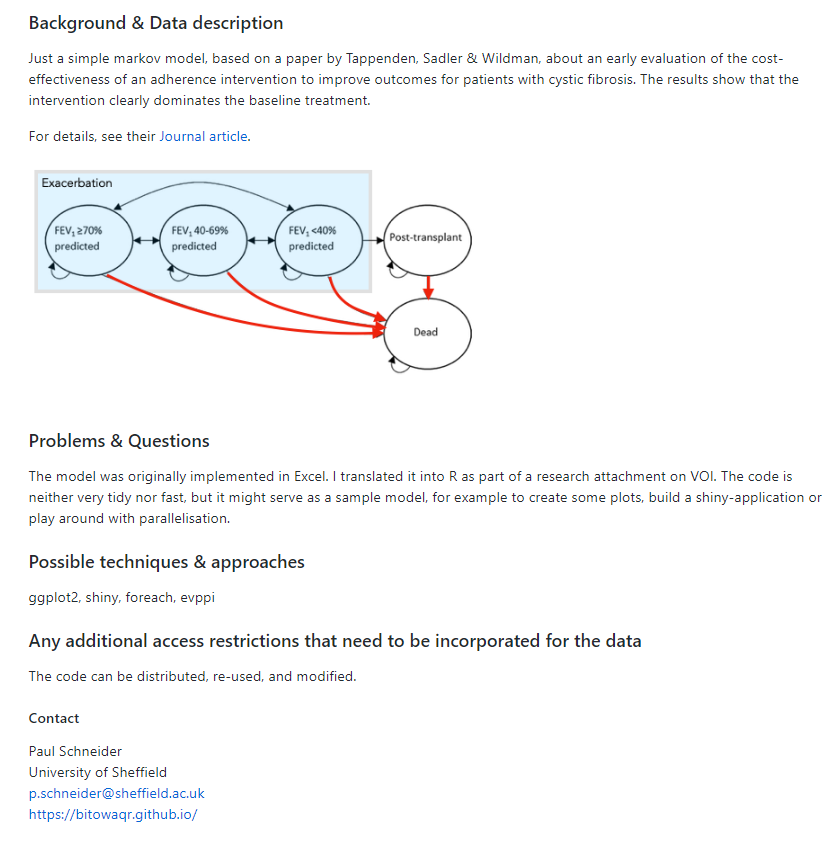 Background & Data description
Just a simple markov model, based on a paper by Tappenden, Sadler & Wildman, about an early evaluation of the cost-
effectiveness of an adherence intervention to improve outcomes for patients with cystic fibrosis. The results show that the
intervention clearly dominates the baseline treatment.
For details, see their Journal article.
Exacerbation
FEV₁ ≥70%
predicted
FEV₁ 40-69%
predicted
FEV₁ <40%
predicted
Post-transplant
Dead
Problems & Questions
The model was originally implemented in Excel. I translated it into R as part of a research attachment on VOI. The code is
neither very tidy nor fast, but it might serve as a sample model, for example to create some plots, build a shiny-application or
play around with parallelisation.
Possible techniques & approaches
ggplot2, shiny, foreach, evppi
Any additional access restrictions that need to be incorporated for the data
The code can be distributed, re-used, and modified.
Contact
Paul Schneider
University of Sheffield
p.schneider@sheffield.ac.uk
https://bitowaqr.github.io/